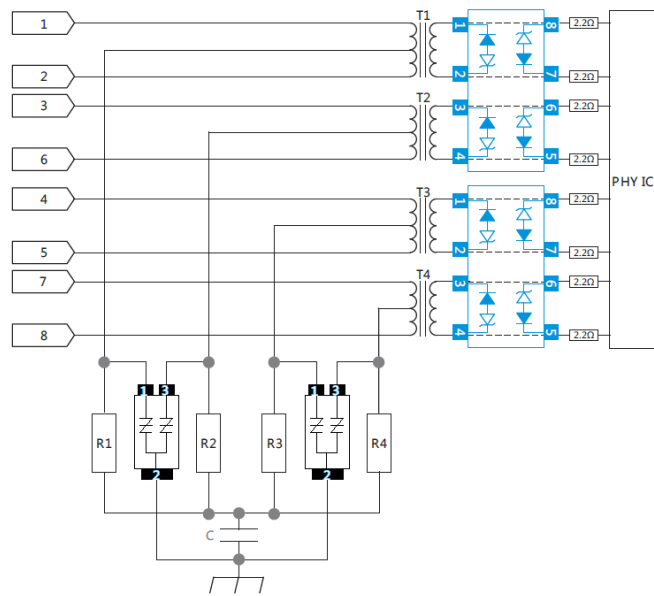 1 T1 1 8 2.2Ω
2 2 7 2.2Ω
3 T2 3 6 2.2Ω
6 4 5 2.2Ω
PHY IC
4 T3 1 8 2.2Ω
5 2 7 2.2Ω
7 T4 3 6 2.2Ω
8 4 5 2.2Ω
1 3 1 3
R1 R2 R3 R4
2 2
C